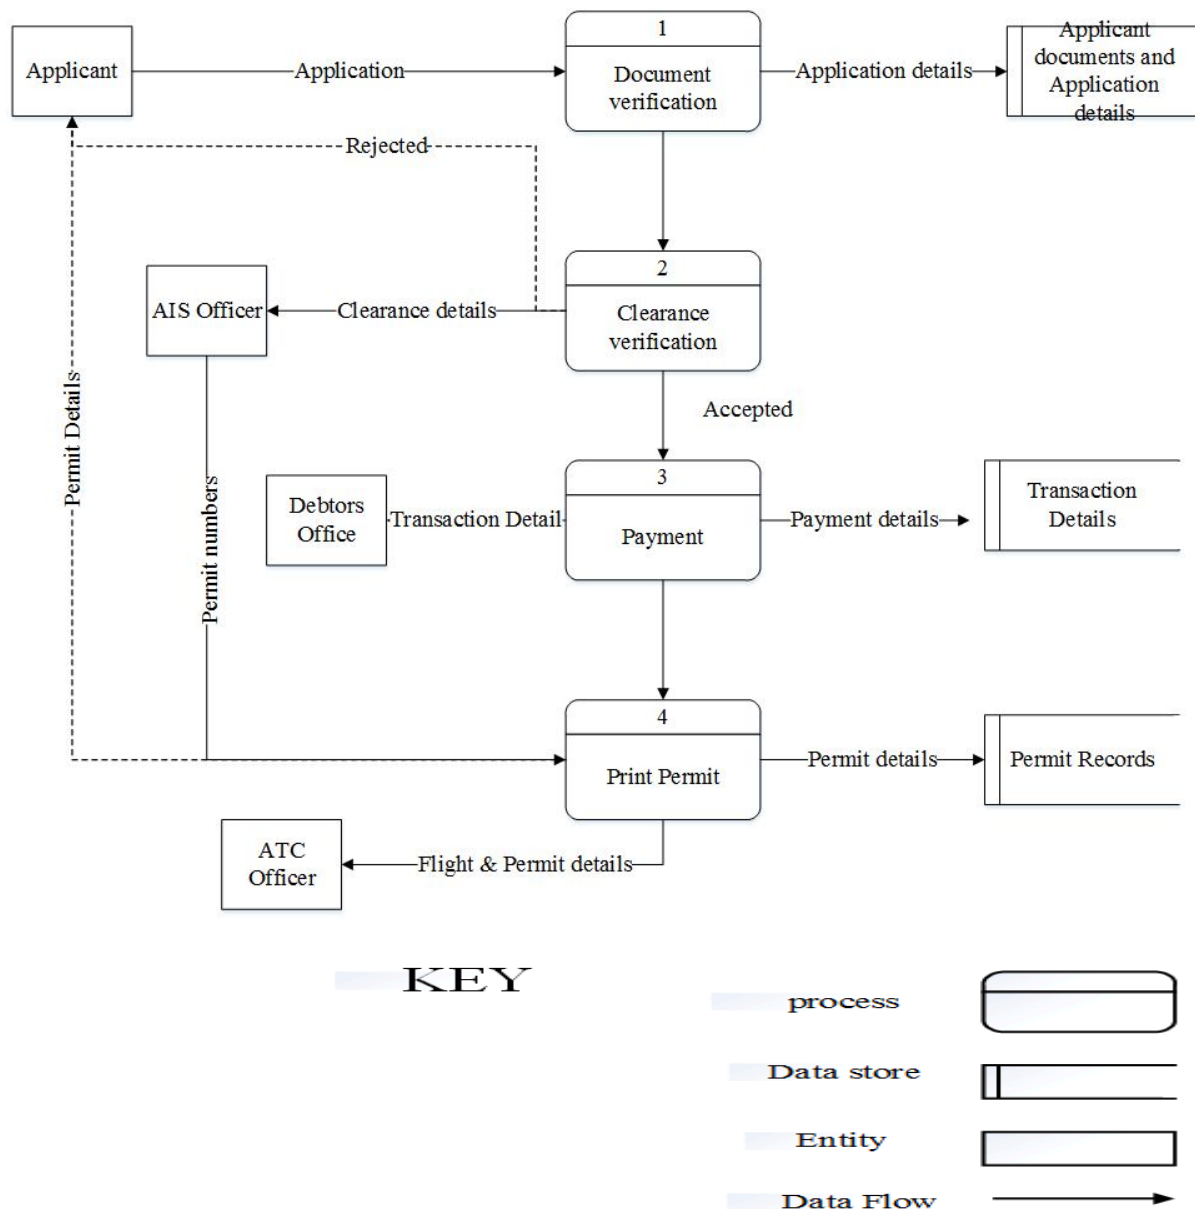 1
Applicant
Application
Document
verification
Application details
Applicant
documents and
Application
details
Rejected
2
AIS Officer
Clearance details
Clearance
verification
Accepted
Permit Details
Permit numbers
3
Debtors
Office
Transaction Detail
Payment
Payment details
Transaction
Details
4
Print Permit
Permit details
Permit Records
ATC
Officer
Flight & Permit details
KEY
process
Data store
Entity
Data Flow